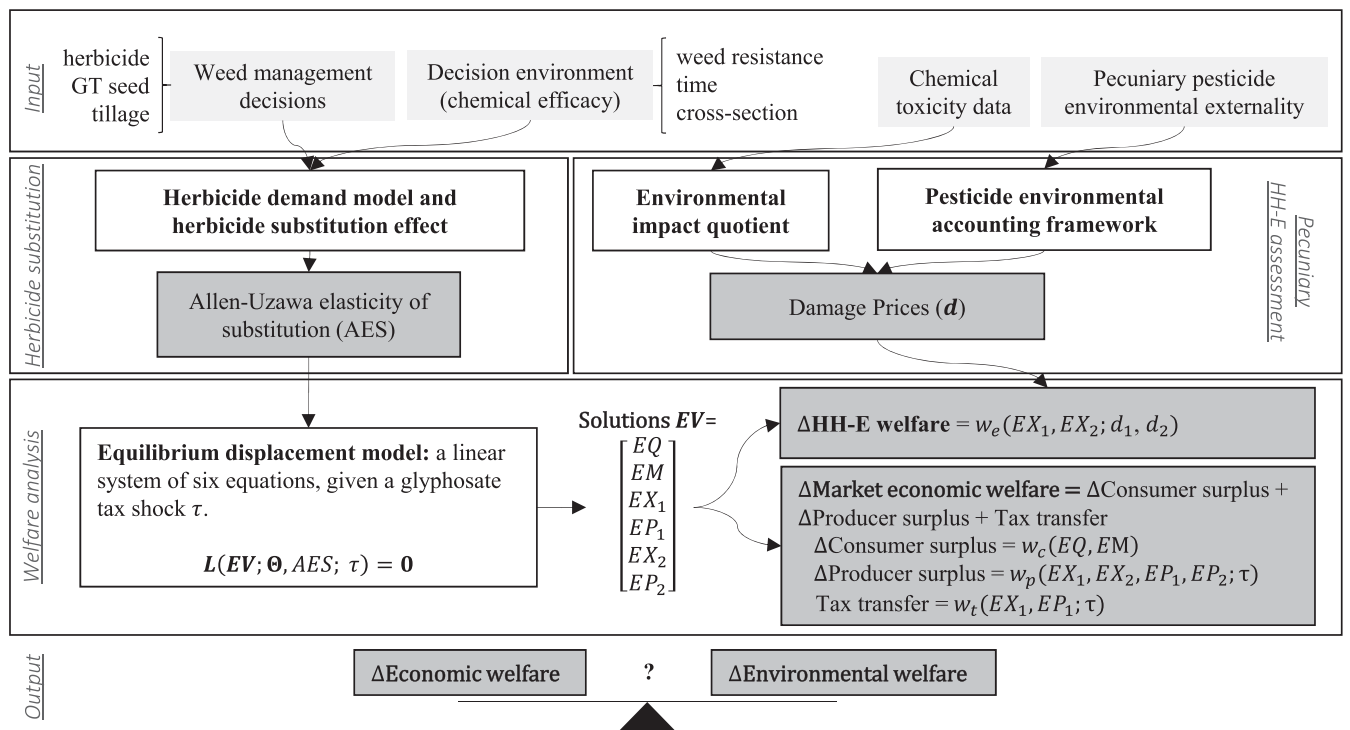 Input
herbicide
GT seed
tillage
Weed management
decisions
Decision environment
(chemical efficacy)
weed resistance
time
cross-section
Chemical
toxicity data
Pecuniary pesticide
environmental externality
Herbicide substitution
Herbicide demand model and
herbicide substitution effect
Allen-Uzawa elasticity of
substitution (AES)
Environmental
impact quotient
Pesticide environmental
accounting framework
Damage Prices (d)
Pecuniary
HH-E assessment
Welfare analysis
Equilibrium displacement model: a linear
system of six equations, given a glyphosate
tax shock τ.
L(EV; Θ, AES; τ) = 0
Solutions EV=
EQ
EM
EX₁
EP₁
EX₂
EP₂
ΔHH-E welfare = wₑ(EX₁, EX₂; d₁, d₂)
ΔMarket economic welfare = ΔConsumer surplus +
ΔProducer surplus + Tax transfer
ΔConsumer surplus = w_c(EQ, EM)
ΔProducer surplus = wₚ(EX₁, EX₂, EP₁, EP₂; τ)
Tax transfer = wₜ(EX₁, EP₁; τ)
Output
ΔEconomic welfare
?
ΔEnvironmental welfare